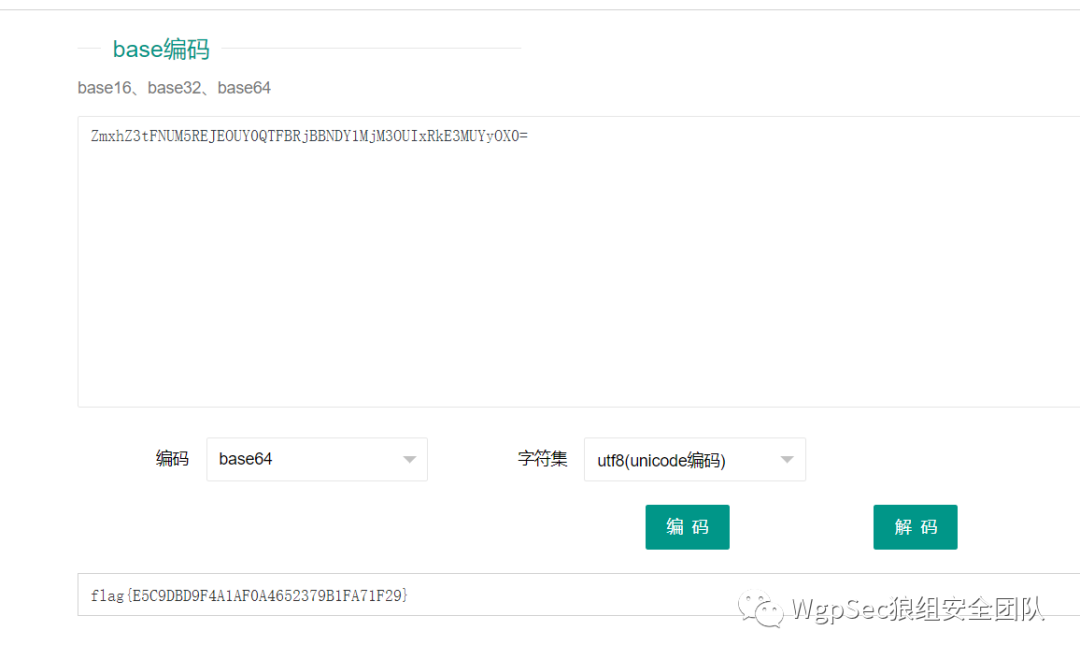 base编码
base16、base32、base64
ZmxhZ3tFNUM5REJEOUY0QTFBRjBBNDY1MjM3OUIxRkE3MUYyOX0=
编码 base64 字符集 utf8(unicode编码)
编 码 解 码
flag{E5C9DBD9F4A1AF0A4652379B1FA71F29}
WgpSec狼组安全团队